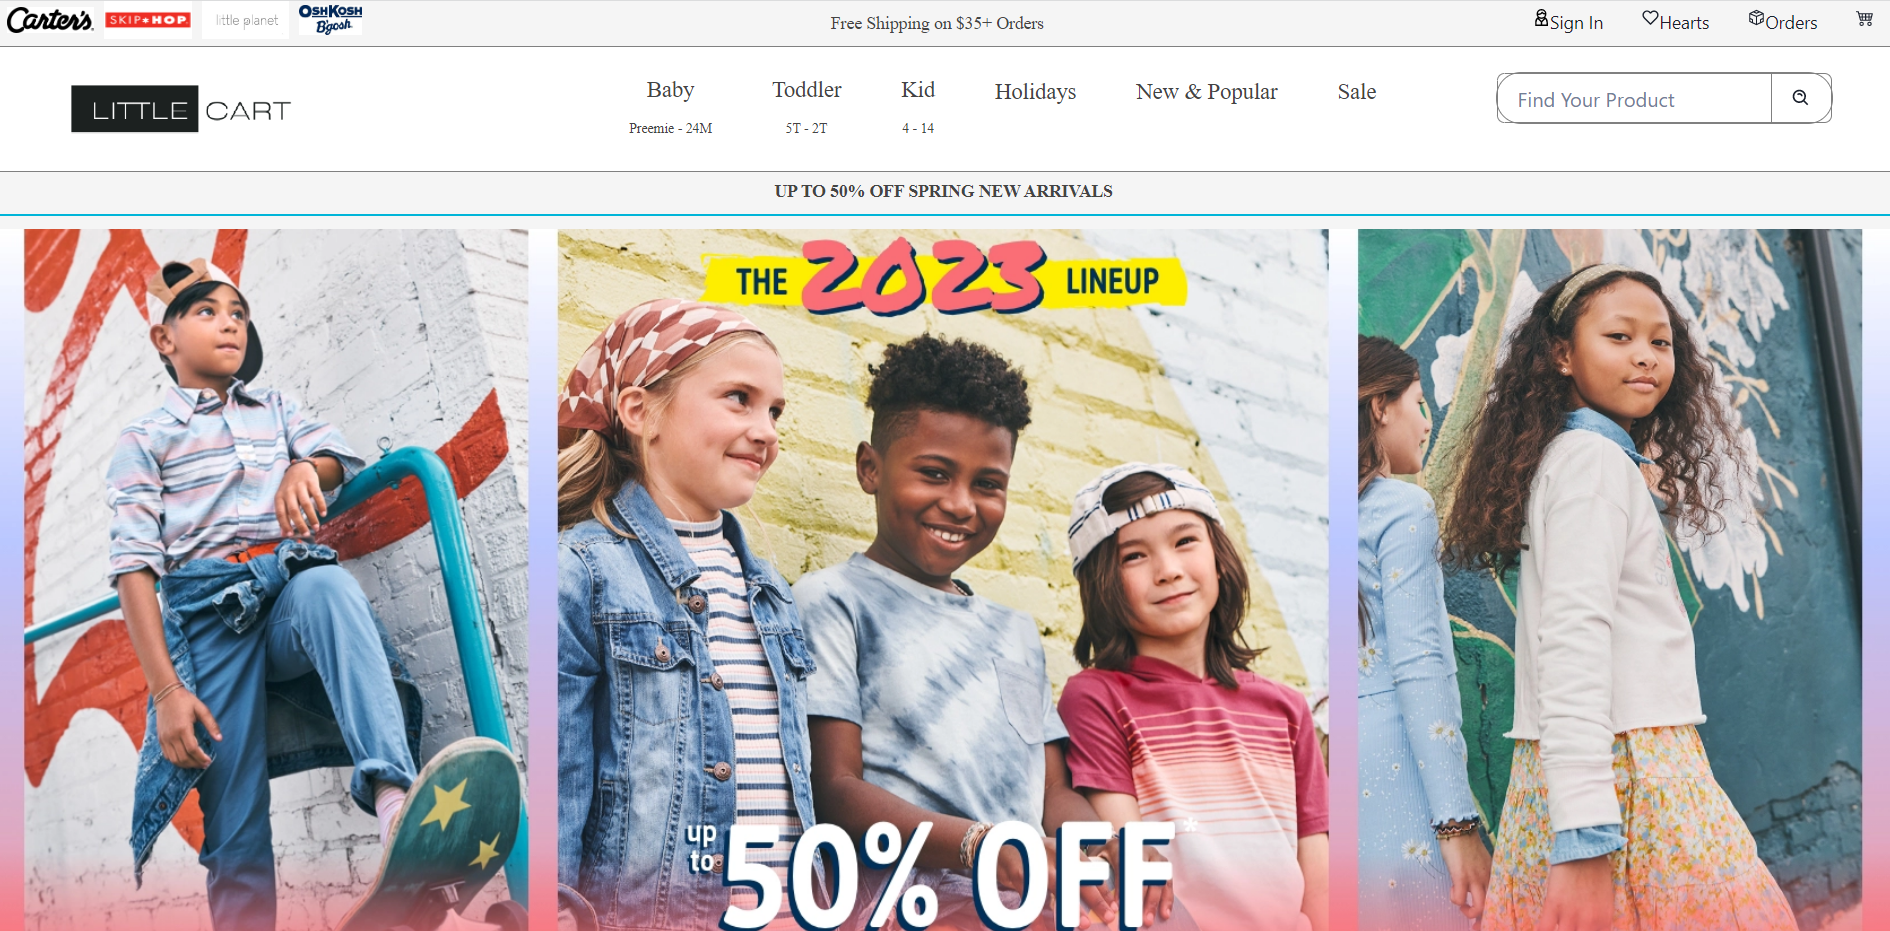 Carter's
SKIP*HOP
little planet
OSHKOSH
B'gosh
Free Shipping on $35+ Orders
Sign In
Hearts
Orders
LITTLE CART
Baby
Toddler
Kid
Holidays
New & Popular
Sale
Preemie - 24M
5T - 2T
4 - 14
Find Your Product
UP TO 50% OFF SPRING NEW ARRIVALS
THE 2023 LINEUP
up
to
50% OFF*